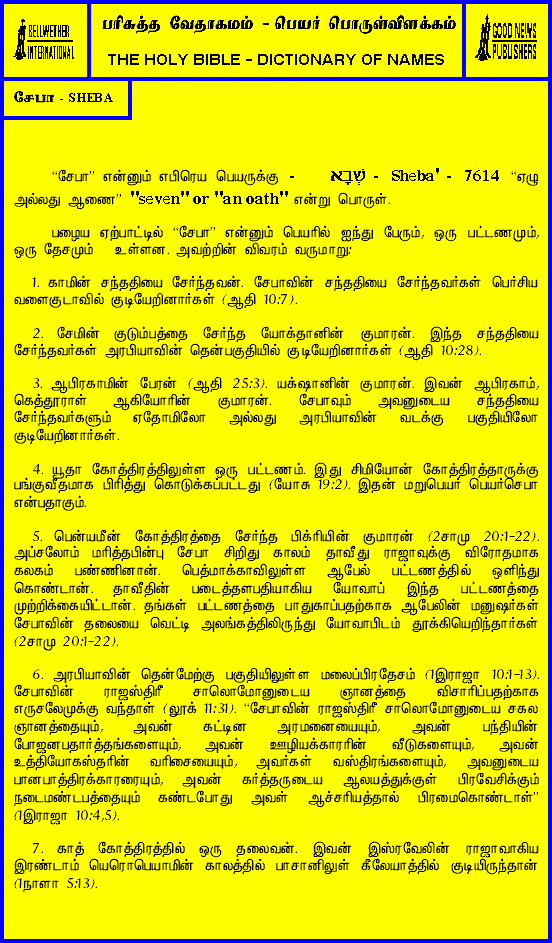 BELLWETHER
INTERNATIONAL
பரிசுத்த வேதாகமம் - பெயர் பொருள்விளக்கம்
THE HOLY BIBLE - DICTIONARY OF NAMES
GOOD NEWS
PUBLISHERS
சேபா - SHEBA
“சேபா” என்னும் எபிரெய பெயருக்கு - שְׁבָא - Sheba' - 7614 “ஏழு
அல்லது ஆணை” "seven" or "an oath" என்று பொருள்.
பழைய ஏற்பாட்டில் “சேபா” என்னும் பெயரில் ஐந்து பேரும், ஒரு பட்டணமும்,
ஒரு தேசமும் உள்ளன. அவற்றின் விவரம் வருமாறு:
1. காமின் சந்ததியை சேர்ந்தவன். சேபாவின் சந்ததியை சேர்ந்தவர்கள் பெர்சிய
வளைகுடாவில் குடியேறினார்கள் (ஆதி 10:7).
2. சேமின் குடும்பத்தை சேர்ந்த யோக்தானின் குமாரன். இந்த சந்ததியை
சேர்ந்தவர்கள் அரபியாவின் தென்பகுதியில் குடியேறினார்கள் (ஆதி 10:28).
3. ஆபிரகாமின் பேரன் (ஆதி 25:3). யக்ஷானின் குமாரன். இவன் ஆபிரகாம்,
கெத்தூராள் ஆகியோரின் குமாரன். சேபாவும் அவனுடைய சந்ததியை
சேர்ந்தவர்களும் ஏதோமிலோ அல்லது அரபியாவின் வடக்கு பகுதியிலோ
குடியேறினார்கள்.
4. யூதா கோத்திரத்திலுள்ள ஒரு பட்டணம். இது சிமியோன் கோத்திரத்தாருக்கு
பங்குவீதமாக பிரித்து கொடுக்கப்பட்டது (யோசு 19:2). இதன் மறுபெயர் பெயர்செபா
என்பதாகும்.
5. பென்யமீன் கோத்திரத்தை சேர்ந்த பிக்ரியின் குமாரன் (2சாமு 20:1-22).
அப்சலோம் மரித்தபின்பு சேபா சிறிது காலம் தாவீது ராஜாவுக்கு விரோதமாக
கலகம் பண்ணினான். பெத்மாக்காவிலுள்ள ஆபேல் பட்டணத்தில் ஒளிந்து
கொண்டான். தாவீதின் படைத்தளபதியாகிய யோவாப் இந்த பட்டணத்தை
முற்றிக்கையிட்டான். தங்கள் பட்டணத்தை பாதுகாப்பதற்காக ஆபேலின் மனுஷர்கள்
சேபாவின் தலையை வெட்டி அலங்கத்திலிருந்து யோவாபிடம் தூக்கியெறிந்தார்கள்
(2சாமு 20:1-22).
6. அரபியாவின் தென்மேற்கு பகுதியிலுள்ள மலைப்பிரதேசம் (1இராஜா 10:1-13).
சேபாவின் ராஜஸ்திரீ சாலொமோனுடைய ஞானத்தை விசாரிப்பதற்காக
எருசலேமுக்கு வந்தாள் (லூக் 11:31). “சேபாவின் ராஜஸ்திரீ சாலொமோனுடைய சகல
ஞானத்தையும், அவன் கட்டின அரமனையையும், அவன் பந்தியின்
போஜனபதார்த்தங்களையும், அவன் ஊழியக்காரரின் வீடுகளையும், அவன்
உத்தியோகஸ்தரின் வரிசையையும், அவர்கள் வஸ்திரங்களையும், அவனுடைய
பானபாத்திரக்காரரையும், அவன் கர்த்தருடைய ஆலயத்துக்குள் பிரவேசிக்கும்
நடைமண்டபத்தையும் கண்டபோது அவள் ஆச்சரியத்தால் பிரமைகொண்டாள்”
(1இராஜா 10:4,5).
7. காத் கோத்திரத்தில் ஒரு தலைவன். இவன் இஸ்ரவேலின் ராஜாவாகிய
இரண்டாம் யெரொபெயாமின் காலத்தில் பாசானிலுள் கீலேயாத்தில் குடியிருந்தான்
(1நாளா 5:13).